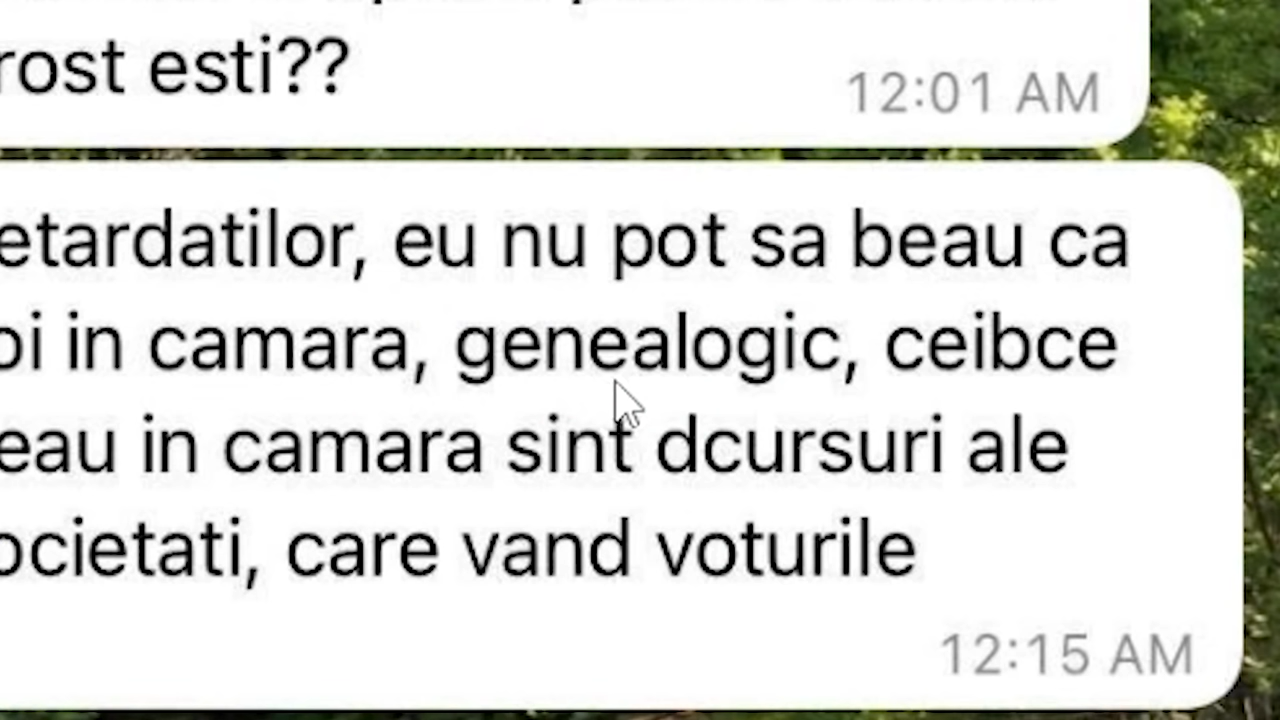 rost esti??
12:01 AM
etardatilor, eu nu pot sa beau ca
oi in camara, genealogic, ceibce
eau in camara sint dcursuri ale
ocietati, care vand voturile
12:15 AM